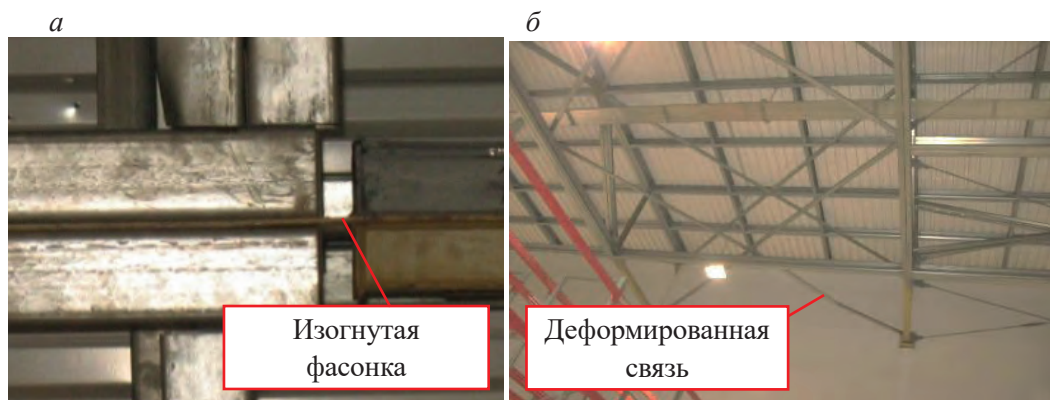 а
б
Изогнутая
фасонка
Деформированная
связь